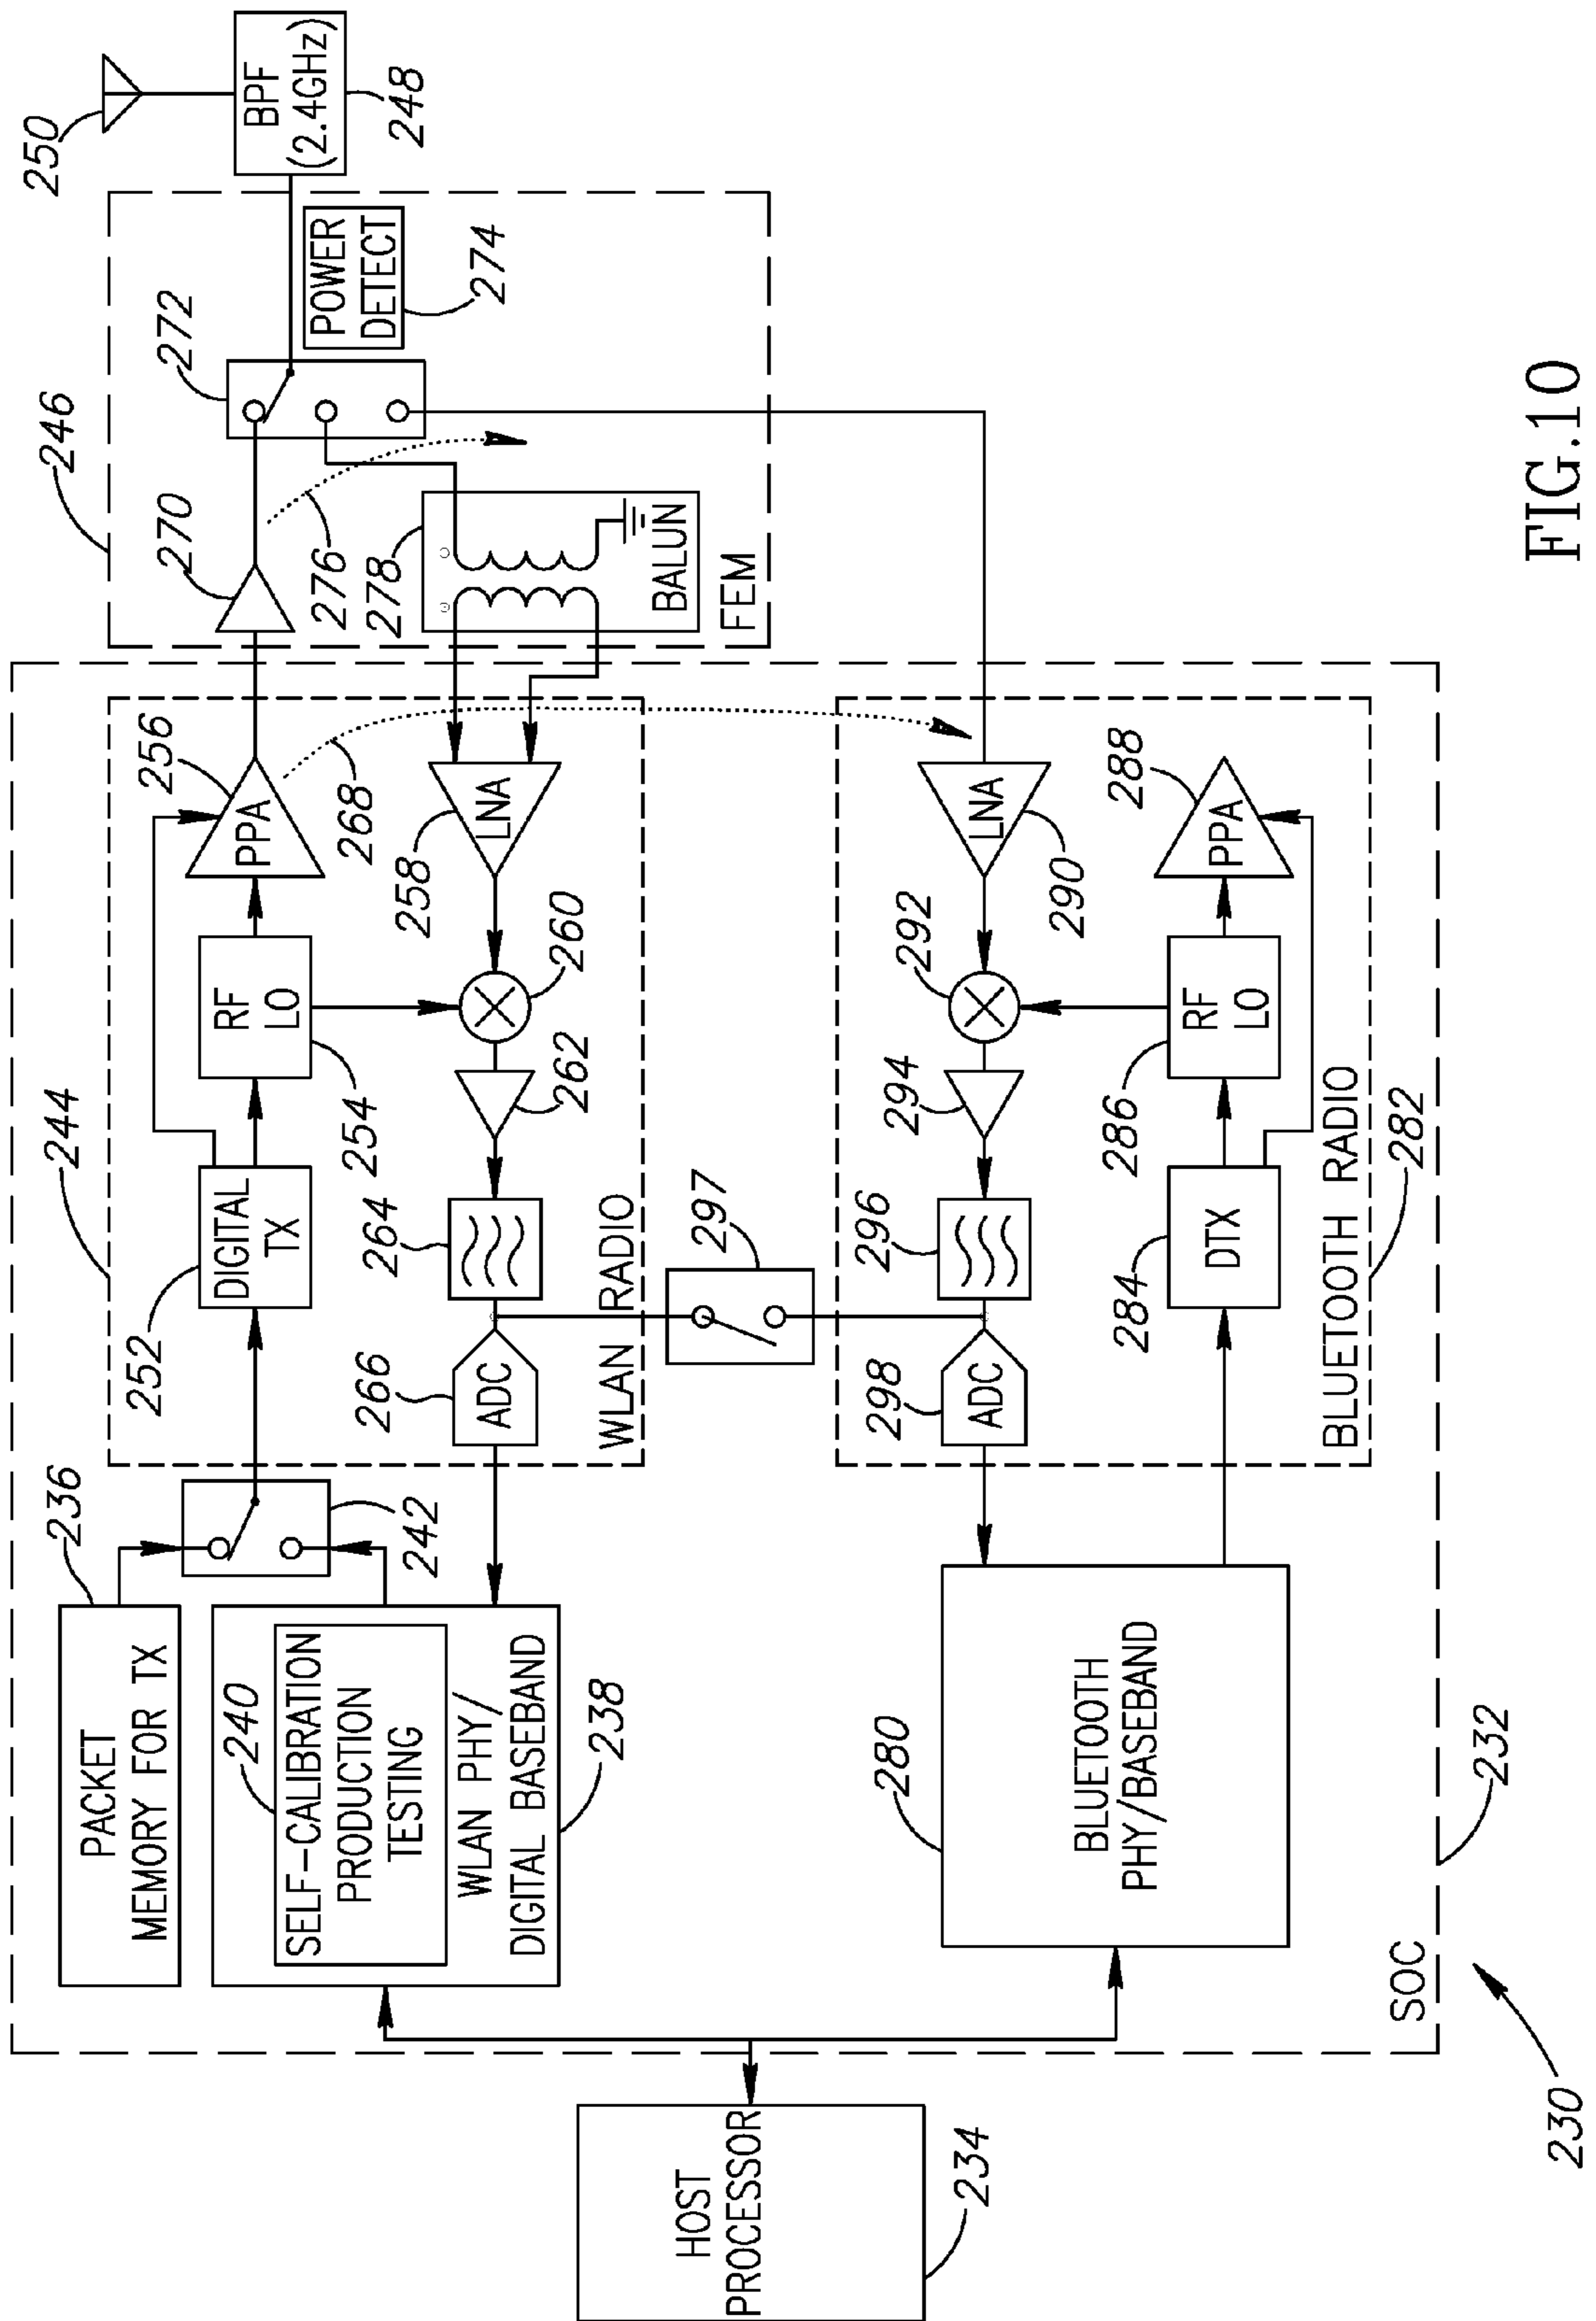 250
BPF
(2.4GHz)
248
246
272
270
POWER
DETECT
274
276
278
BALUN
FEM
244
256
PPA
268
RF
LO
254
DIGITAL
TX
252
258
LNA
260
262
264
266
ADC
WLAN RADIO
236
PACKET
MEMORY FOR TX
242
240
SELF-CALIBRATION
PRODUCTION
TESTING
WLAN PHY/
DIGITAL BASEBAND
238
297
LNA
290
292
294
296
298
ADC
288
PPA
RF
LO
286
DTX
284
BLUETOOTH RADIO
282
280
BLUETOOTH
PHY/BASEBAND
SOC
232
HOST
PROCESSOR
234
230
FIG.10